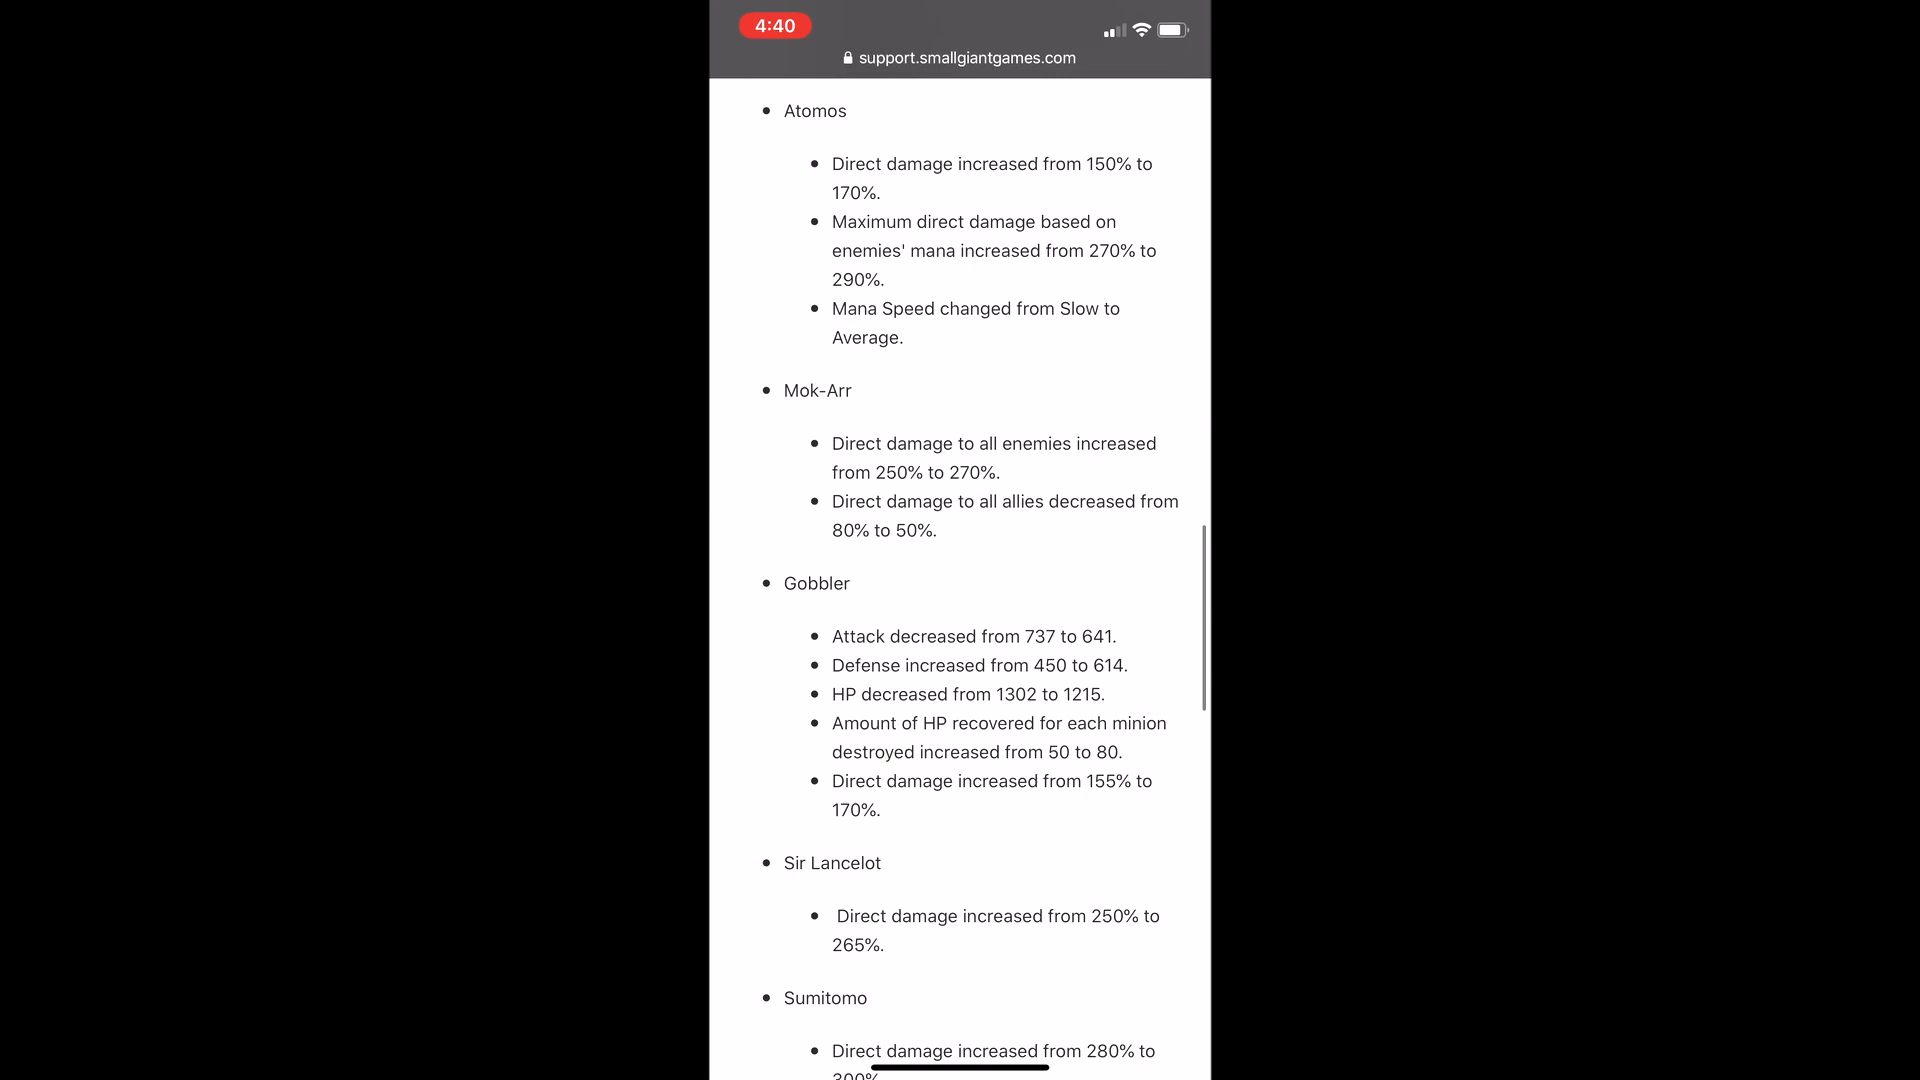 4:40
support.smallgiantgames.com
Atomos
Direct damage increased from 150% to
170%.
Maximum direct damage based on
enemies' mana increased from 270% to
290%.
Mana Speed changed from Slow to
Average.
Mok-Arr
Direct damage to all enemies increased
from 250% to 270%.
Direct damage to all allies decreased from
80% to 50%.
Gobbler
Attack decreased from 737 to 641.
Defense increased from 450 to 614.
HP decreased from 1302 to 1215.
Amount of HP recovered for each minion
destroyed increased from 50 to 80.
Direct damage increased from 155% to
170%.
Sir Lancelot
Direct damage increased from 250% to
265%.
Sumitomo
Direct damage increased from 280% to
300%